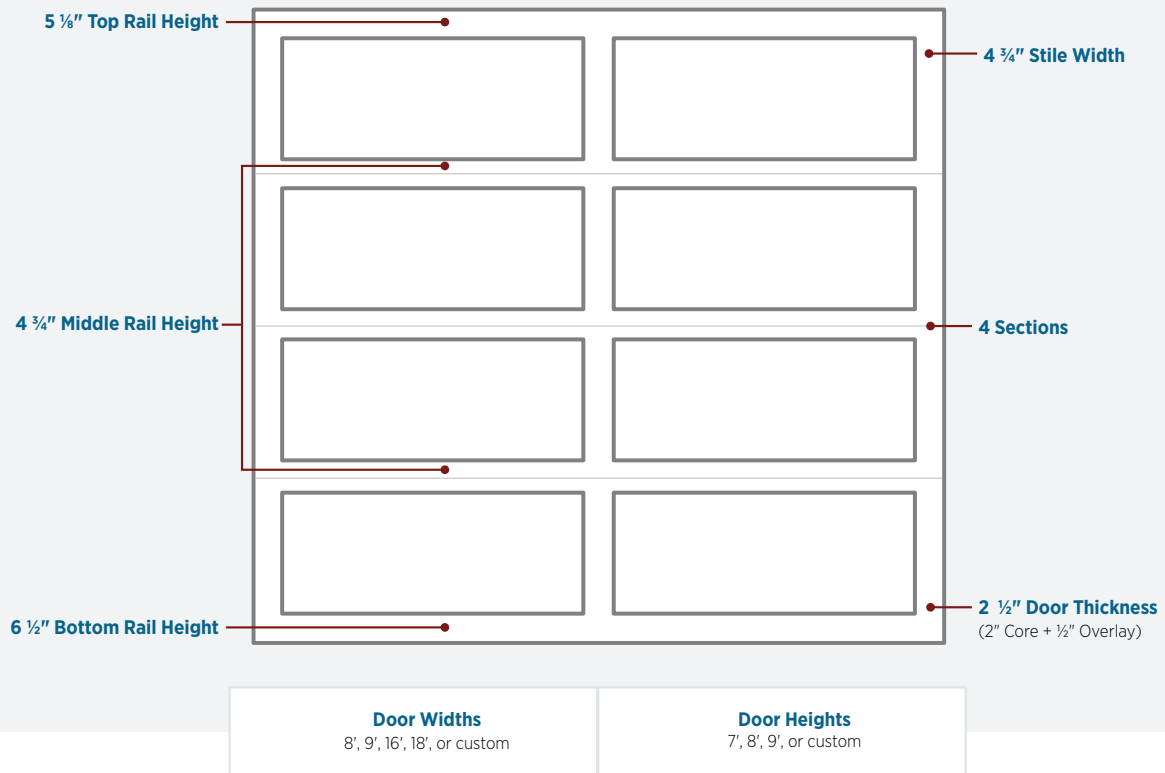 5 ⅛" Top Rail Height
4 ¾" Stile Width
4 ¾" Middle Rail Height
4 Sections
6 ½" Bottom Rail Height
2 ½" Door Thickness
(2" Core + ½" Overlay)
Door Widths
8', 9', 16', 18', or custom
Door Heights
7', 8', 9', or custom